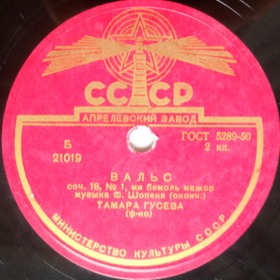 СССР
АПРЕЛЕВСКИЙ ЗАВОД
Б
21019
ГОСТ 5289-50
2 кл.
ВАЛЬС
соч. 18, № 1, ми бемоль мажор
музыка Ф. Шопена (оконч.)
ТАМАРА ГУСЕВА
(ф-но)
МИНИСТЕРСТВО КУЛЬТУРЫ СССР